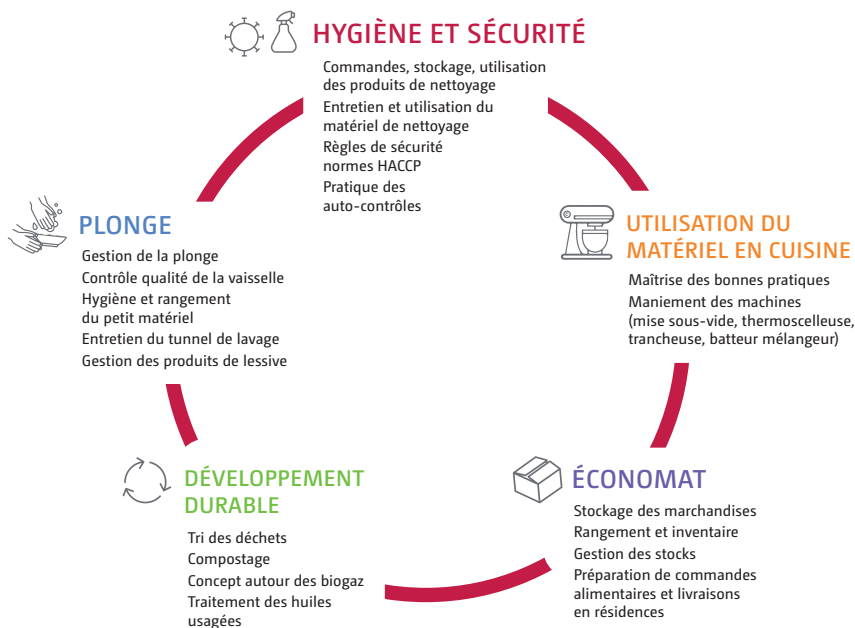 HYGIÈNE ET SÉCURITÉ
Commandes, stockage, utilisation
des produits de nettoyage
Entretien et utilisation du
matériel de nettoyage
Règles de sécurité
normes HACCP
Pratique des
auto-contrôles
PLONGE
Gestion de la plonge
Contrôle qualité de la vaisselle
Hygiène et rangement
du petit matériel
Entretien du tunnel de lavage
Gestion des produits de lessive
UTILISATION DU
MATÉRIEL EN CUISINE
Maîtrise des bonnes pratiques
Maniement des machines
(mise sous-vide, thermoscelleuse,
trancheuse, batteur mélangeur)
DÉVELOPPEMENT
DURABLE
Tri des déchets
Compostage
Concept autour des biogaz
Traitement des huiles
usagées
ÉCONOMAT
Stockage des marchandises
Rangement et inventaire
Gestion des stocks
Préparation de commandes
alimentaires et livraisons
en résidences